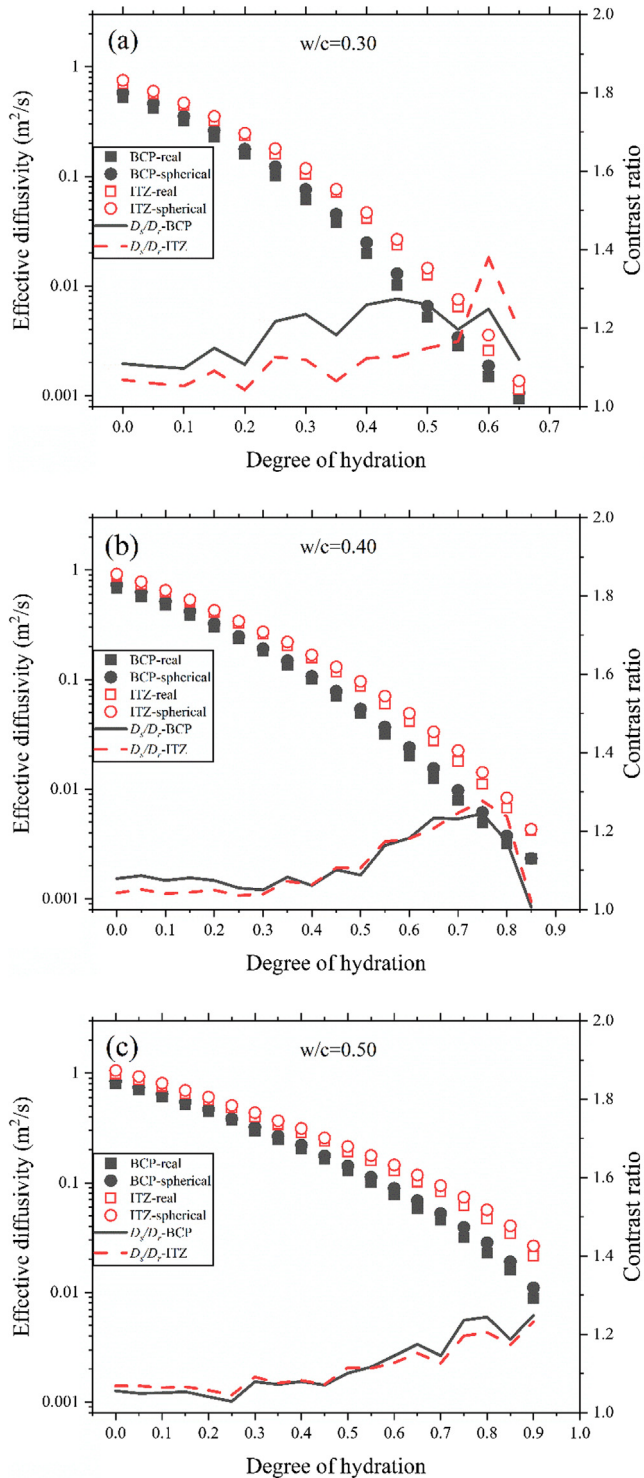 (a)
w/c=0.30
Effective diffusivity (m²/s)
1
0.1
0.01
0.001
BCP-real
BCP-spherical
ITZ-real
ITZ-spherical
Ds/Dr-BCP
Ds/Dr-ITZ
2.0
1.8
1.6
1.4
1.2
1.0
Contrast ratio
0.0 0.1 0.2 0.3 0.4 0.5 0.6 0.7
Degree of hydration
(b)
w/c=0.40
Effective diffusivity (m²/s)
1
0.1
0.01
0.001
BCP-real
BCP-spherical
ITZ-real
ITZ-spherical
Ds/Dr-BCP
Ds/Dr-ITZ
2.0
1.8
1.6
1.4
1.2
1.0
Contrast ratio
0.0 0.1 0.2 0.3 0.4 0.5 0.6 0.7 0.8 0.9
Degree of hydration
(c)
w/c=0.50
Effective diffusivity (m²/s)
1
0.1
0.01
0.001
BCP-real
BCP-spherical
ITZ-real
ITZ-spherical
Ds/Dr-BCP
Ds/Dr-ITZ
2.0
1.8
1.6
1.4
1.2
1.0
Contrast ratio
0.0 0.1 0.2 0.3 0.4 0.5 0.6 0.7 0.8 0.9 1.0
Degree of hydration